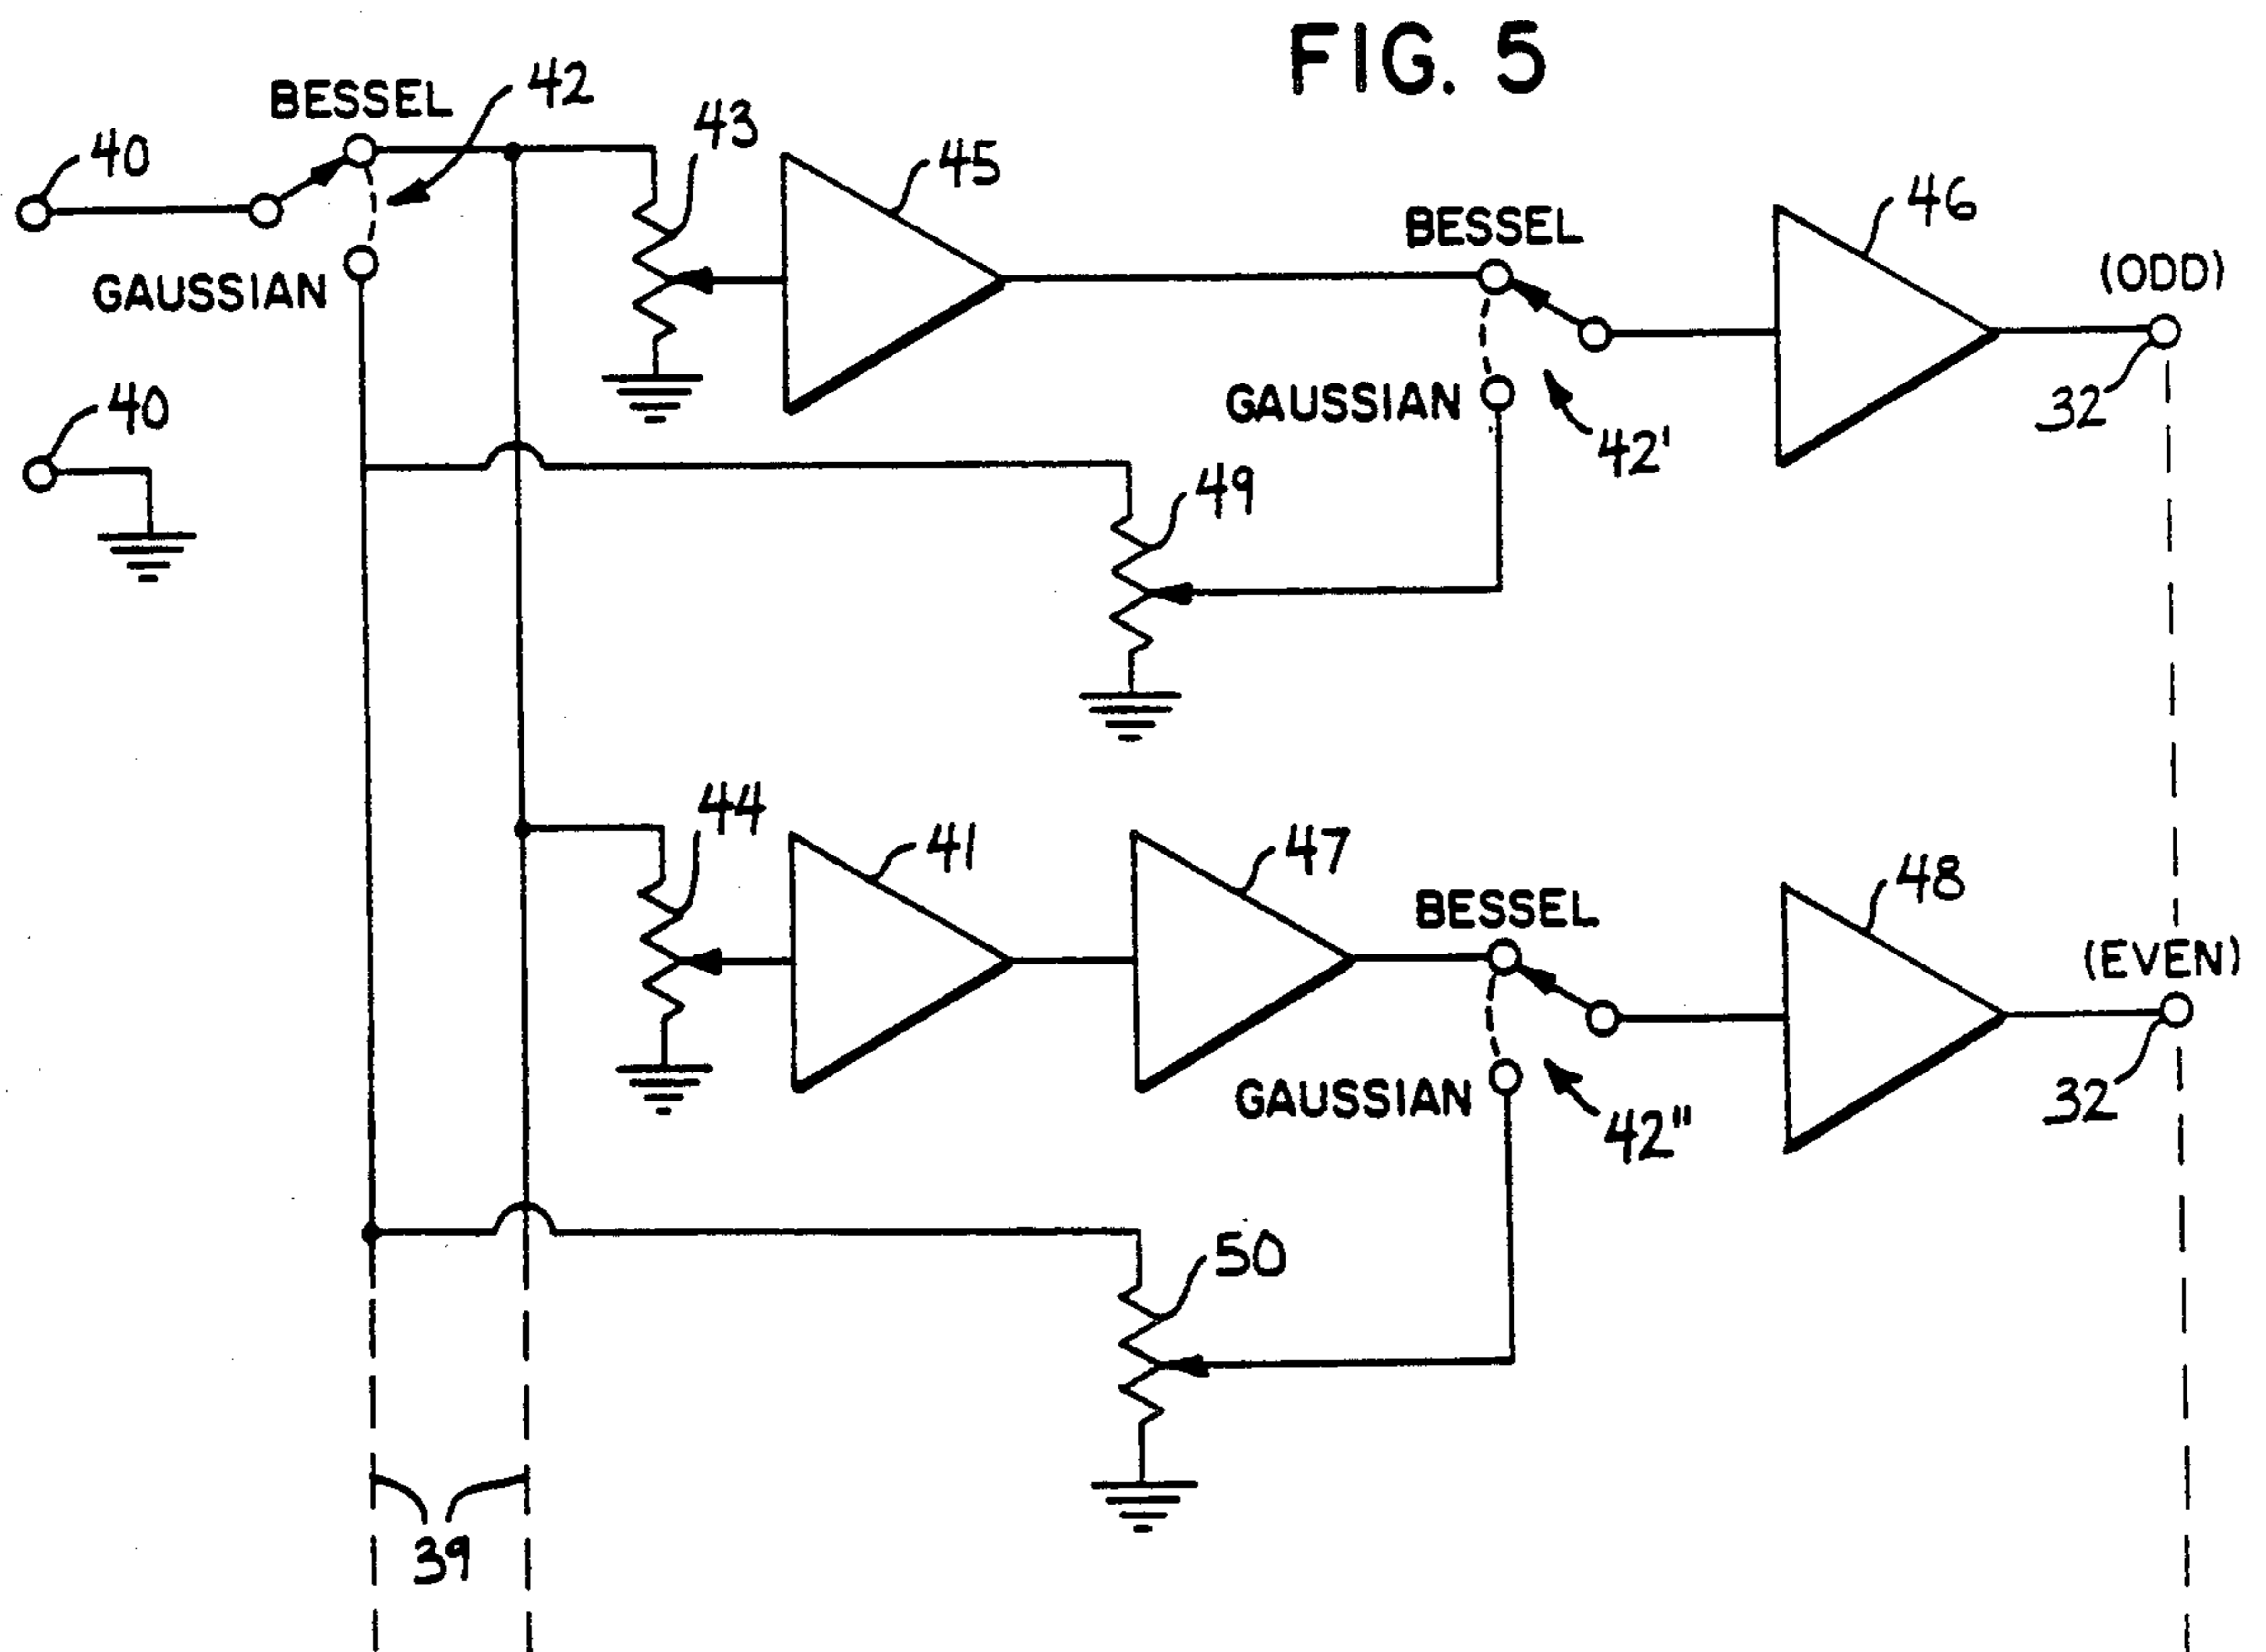 FIG. 5
BESSEL
42
40
43
45
BESSEL
46
(ODD)
GAUSSIAN
32
40
GAUSSIAN
42'
49
44
41
47
BESSEL
48
(EVEN)
GAUSSIAN
42"
32
50
39